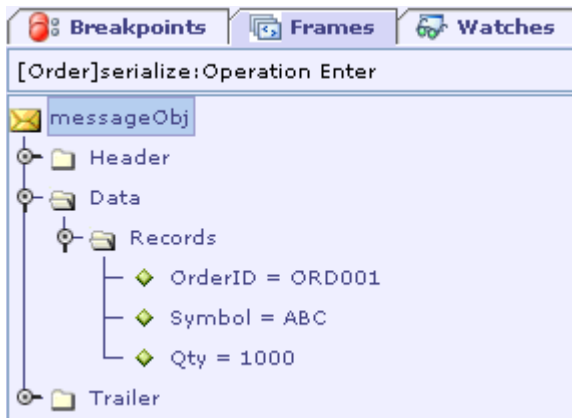 Breakpoints Frames Watches
[Order]serialize:Operation Enter
messageObj
Header
Data
Records
OrderID = ORD001
Symbol = ABC
Qty = 1000
Trailer